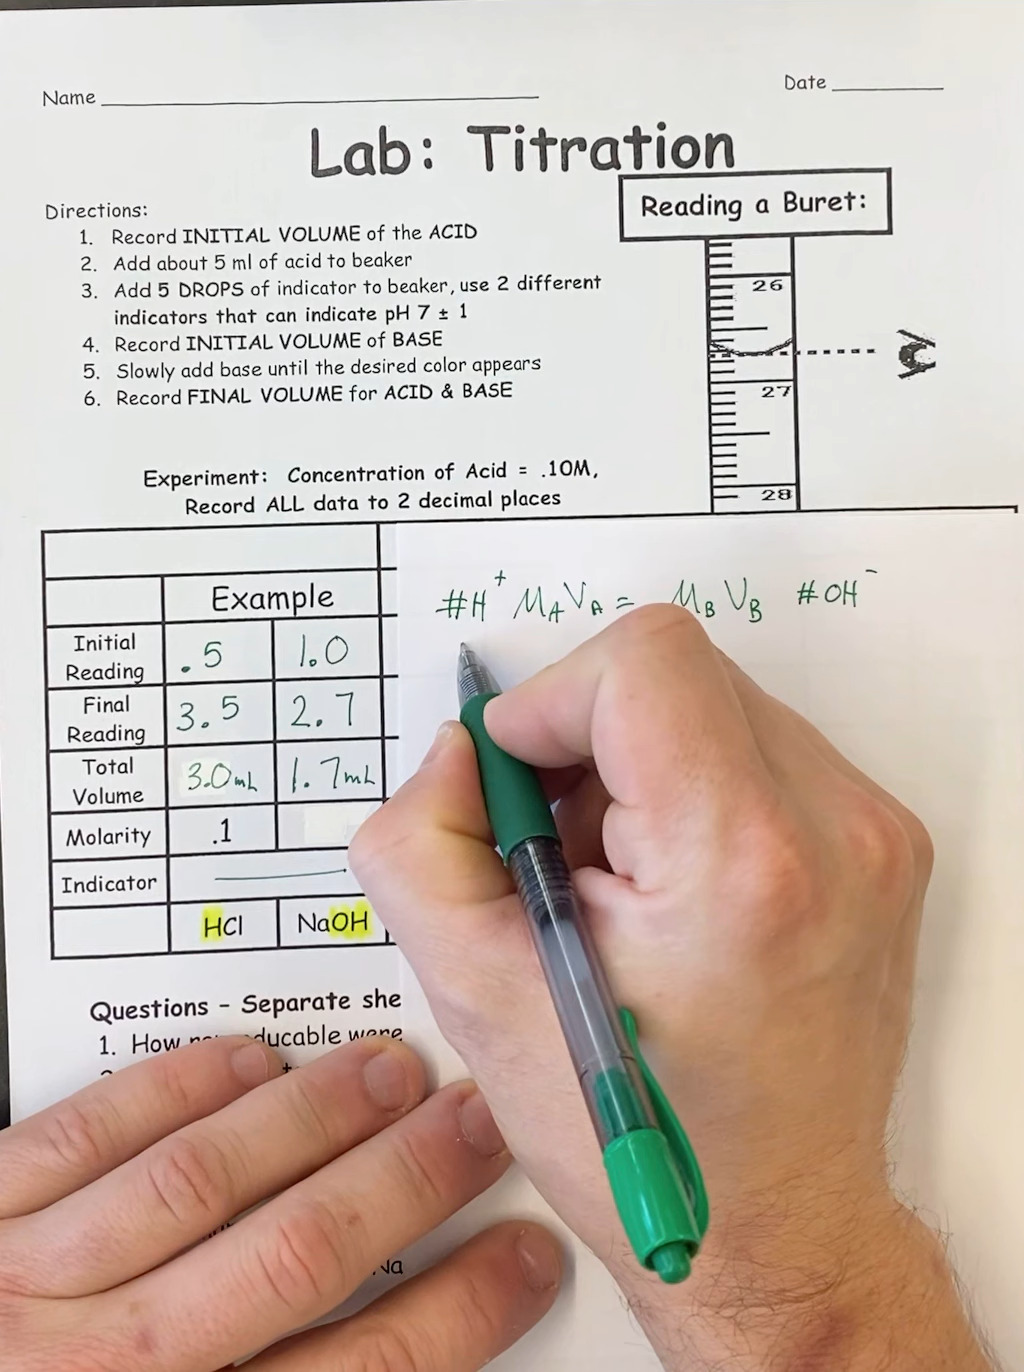 Name
Date
Lab: Titration
Reading a Buret:
26
27
28
Directions:
1. Record INITIAL VOLUME of the ACID
2. Add about 5 ml of acid to beaker
3. Add 5 DROPS of indicator to beaker, use 2 different
indicators that can indicate pH 7 ± 1
4. Record INITIAL VOLUME of BASE
5. Slowly add base until the desired color appears
6. Record FINAL VOLUME for ACID & BASE
Experiment: Concentration of Acid = .10M,
Record ALL data to 2 decimal places
Example
Initial Reading .5 1.0
Final Reading 3.5 2.7
Total Volume 3.0mL 1.7mL
Molarity .1
Indicator
HCl NaOH
#H⁺ MAVA = MBVB #OH⁻
Questions - Separate she
1. How